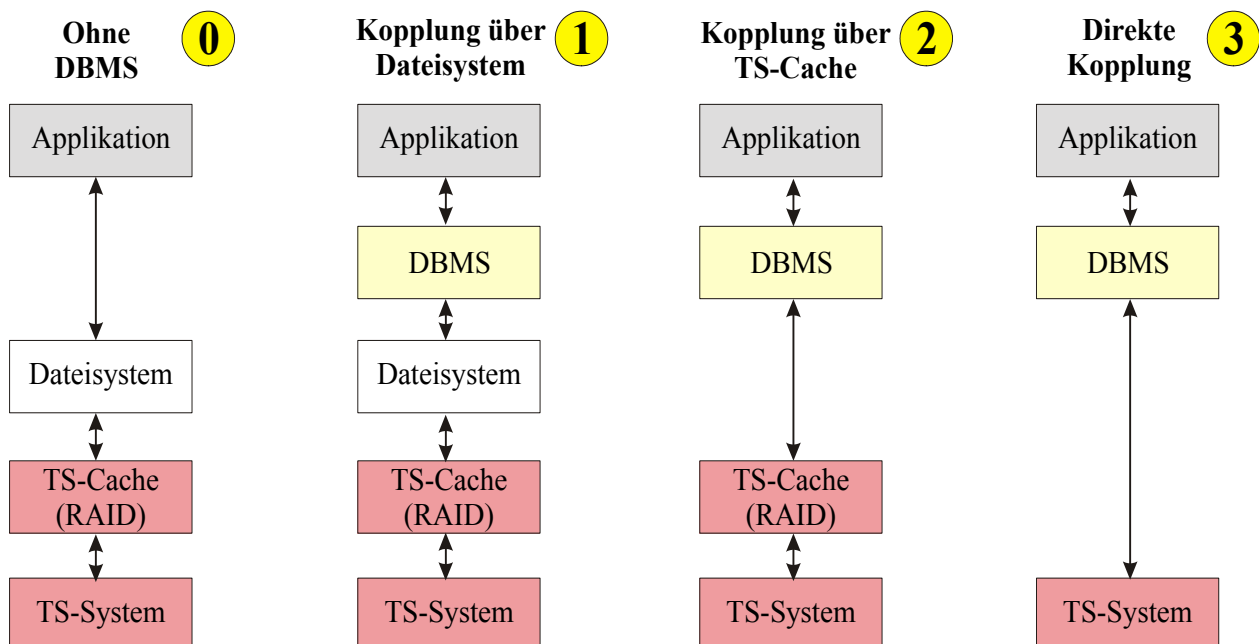 Ohne
DBMS
0
Kopplung über
Dateisystem
1
Kopplung über
TS-Cache
2
Direkte
Kopplung
3
Applikation
Applikation
Applikation
Applikation
DBMS
DBMS
DBMS
Dateisystem
Dateisystem
TS-Cache
(RAID)
TS-Cache
(RAID)
TS-Cache
(RAID)
TS-System
TS-System
TS-System
TS-System